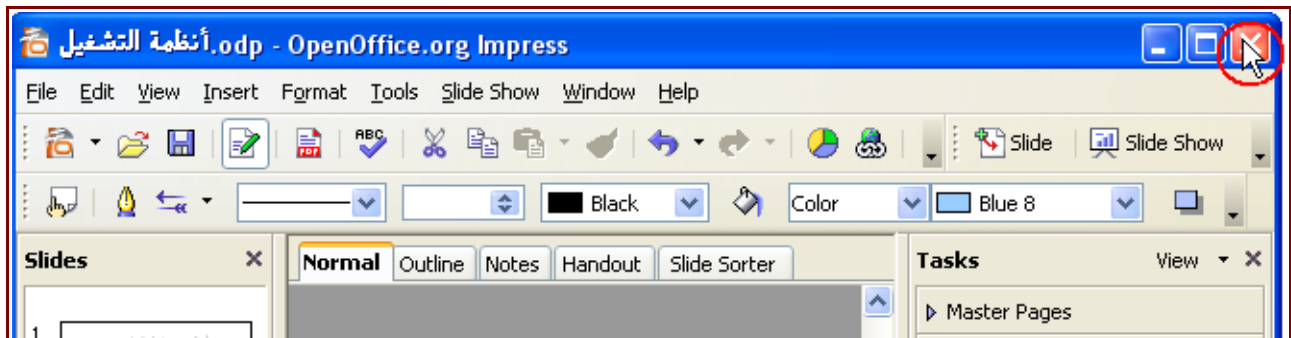 أنظمة التشغيل.odp - OpenOffice.org Impress
File Edit View Insert Format Tools Slide Show Window Help
ABC Slide Slide Show
Black Color Blue 8
Slides Normal Outline Notes Handout Slide Sorter Tasks View
Master Pages
1